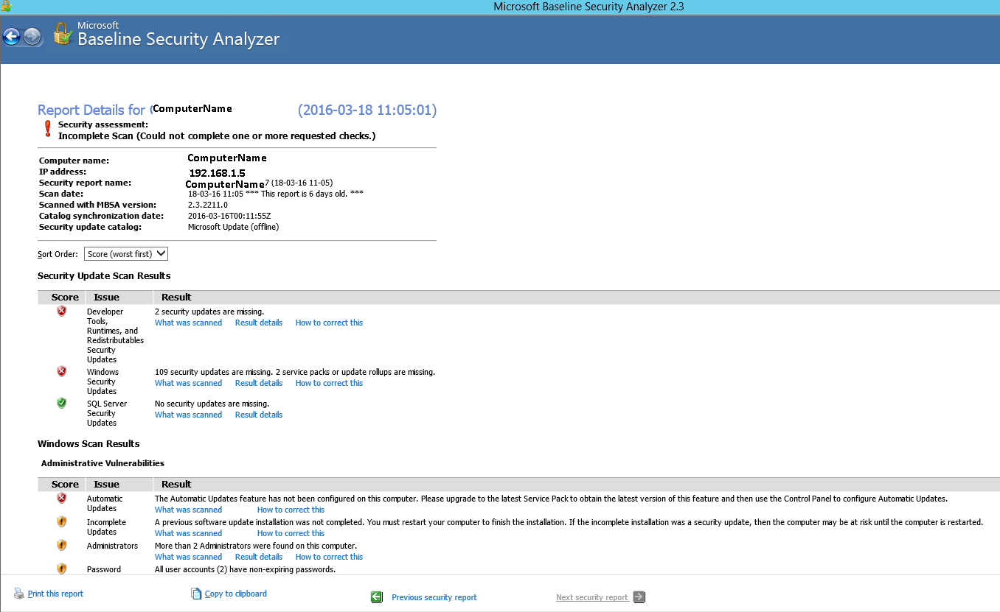 Microsoft Baseline Security Analyzer 2.3
Microsoft
Baseline Security Analyzer
Report Details for ComputerName (2016-03-18 11:05:01)
Security assessment:
Incomplete Scan (Could not complete one or more requested checks.)
Computer name: ComputerName
IP address: 192.168.1.5
Security report name: ComputerName7 (18-03-16 11-05)
Scan date: 18-03-16 11:05 *** This report is 6 days old. ***
Scanned with MBSA version: 2.3.2211.0
Catalog synchronization date: 2016-03-16T00:11:55Z
Security update catalog: Microsoft Update (offline)
Sort Order: Score (worst first)
Security Update Scan Results
Score Issue Result
Developer 2 security updates are missing.
Tools, What was scanned Result details How to correct this
Runtimes, and
Redistributables
Security
Updates
Windows 109 security updates are missing. 2 service packs or update rollups are missing.
Security What was scanned Result details How to correct this
Updates
SQL Server No security updates are missing.
Security What was scanned Result details
Updates
Windows Scan Results
Administrative Vulnerabilities
Score Issue Result
Automatic The Automatic Updates feature has not been configured on this computer. Please upgrade to the latest Service Pack to obtain the latest version of this feature and then use the Control Panel to configure Automatic Updates.
Updates What was scanned How to correct this
Incomplete A previous software update installation was not completed. You must restart your computer to finish the installation. If the incomplete installation was a security update, then the computer may be at risk until the computer is restarted.
Updates What was scanned How to correct this
Administrators More than 2 Administrators were found on this computer.
What was scanned Result details How to correct this
Password All user accounts (2) have non-expiring passwords.
Print this report Copy to clipboard Previous security report Next security report